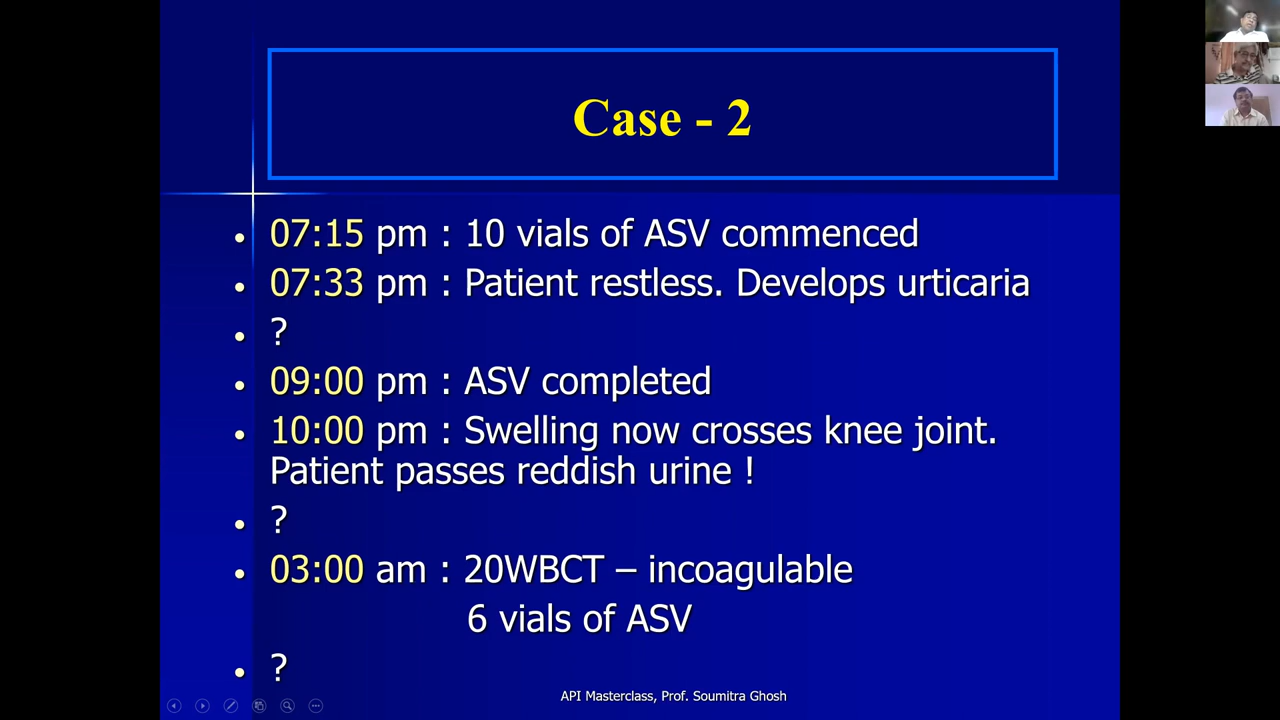 Case - 2
• 07:15 pm : 10 vials of ASV commenced
• 07:33 pm : Patient restless. Develops urticaria
• ?
• 09:00 pm : ASV completed
• 10:00 pm : Swelling now crosses knee joint.
Patient passes reddish urine !
• ?
• 03:00 am : 20WBCT – incoagulable
6 vials of ASV
• ?
API Masterclass, Prof. Soumitra Ghosh